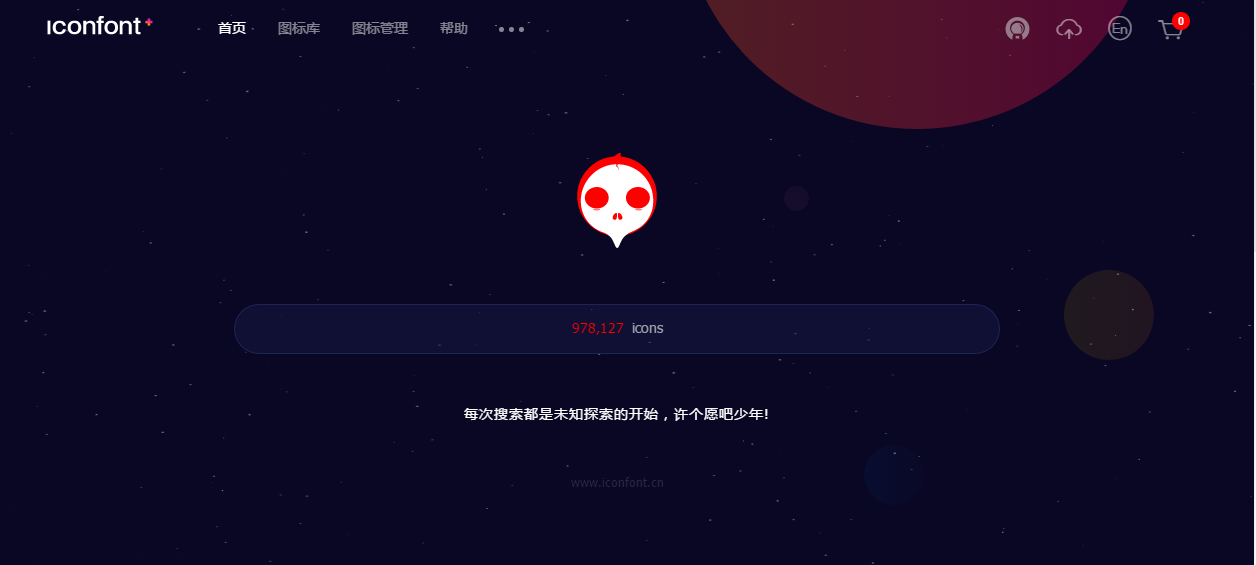 iconfont+
首页 图标库 图标管理 帮助 En 0
978,127 icons
每次搜索都是未知探索的开始，许个愿吧少年!
www.iconfont.cn